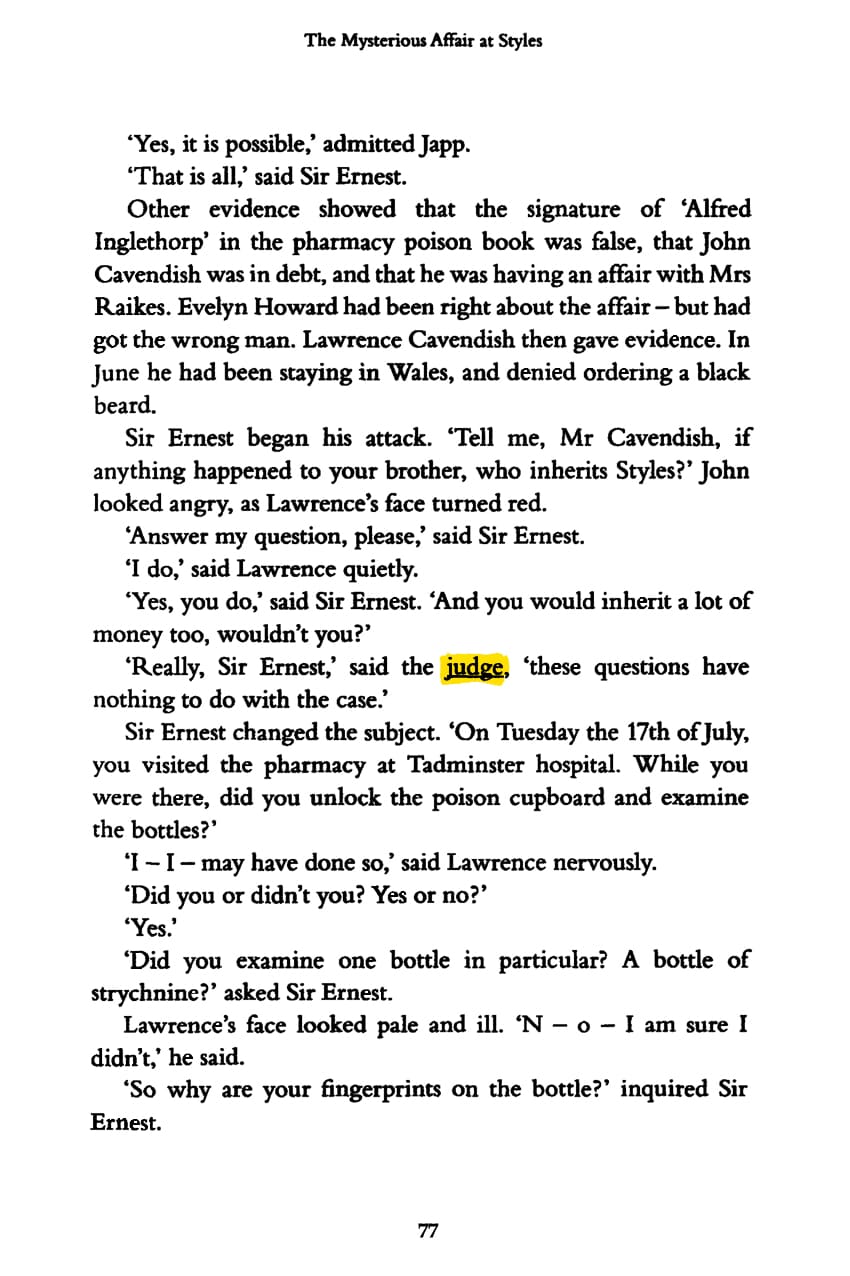 The Mysterious Affair at Styles
‘Yes, it is possible,’ admitted Japp.
‘That is all,’ said Sir Ernest.
Other evidence showed that the signature of ‘Alfred
Inglethorp’ in the pharmacy poison book was false, that John
Cavendish was in debt, and that he was having an affair with Mrs
Raikes. Evelyn Howard had been right about the affair – but had
got the wrong man. Lawrence Cavendish then gave evidence. In
June he had been staying in Wales, and denied ordering a black
beard.
Sir Ernest began his attack. ‘Tell me, Mr Cavendish, if
anything happened to your brother, who inherits Styles?’ John
looked angry, as Lawrence’s face turned red.
‘Answer my question, please,’ said Sir Ernest.
‘I do,’ said Lawrence quietly.
‘Yes, you do,’ said Sir Ernest. ‘And you would inherit a lot of
money too, wouldn’t you?’
‘Really, Sir Ernest,’ said the judge, ‘these questions have
nothing to do with the case.’
Sir Ernest changed the subject. ‘On Tuesday the 17th of July,
you visited the pharmacy at Tadminster hospital. While you
were there, did you unlock the poison cupboard and examine
the bottles?’
‘I – I – may have done so,’ said Lawrence nervously.
‘Did you or didn’t you? Yes or no?’
‘Yes.’
‘Did you examine one bottle in particular? A bottle of
strychnine?’ asked Sir Ernest.
Lawrence’s face looked pale and ill. ‘N – o – I am sure I
didn’t,’ he said.
‘So why are your fingerprints on the bottle?’ inquired Sir
Ernest.
77